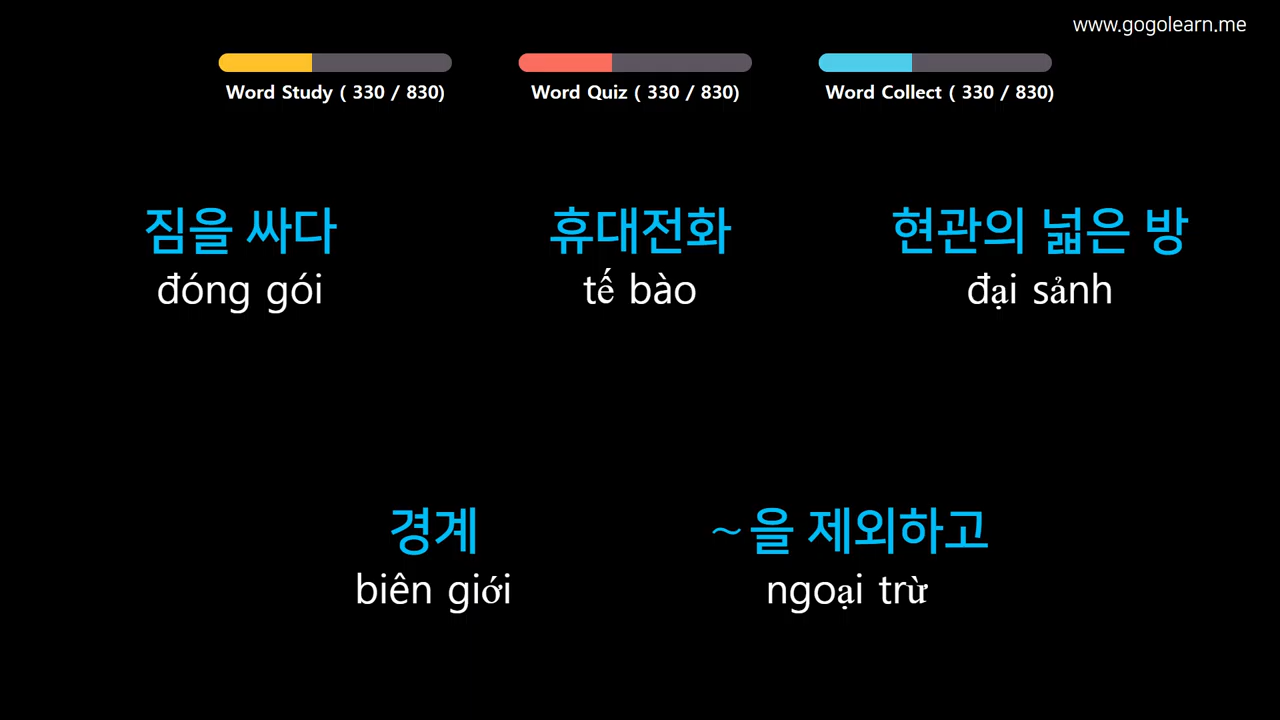 www.gogolearn.me
Word Study ( 330 / 830)
Word Quiz ( 330 / 830)
Word Collect ( 330 / 830)
짐을 싸다
đóng gói
휴대전화
tế bào
현관의 넓은 방
đại sảnh
경계
biên giới
~을 제외하고
ngoại trừ